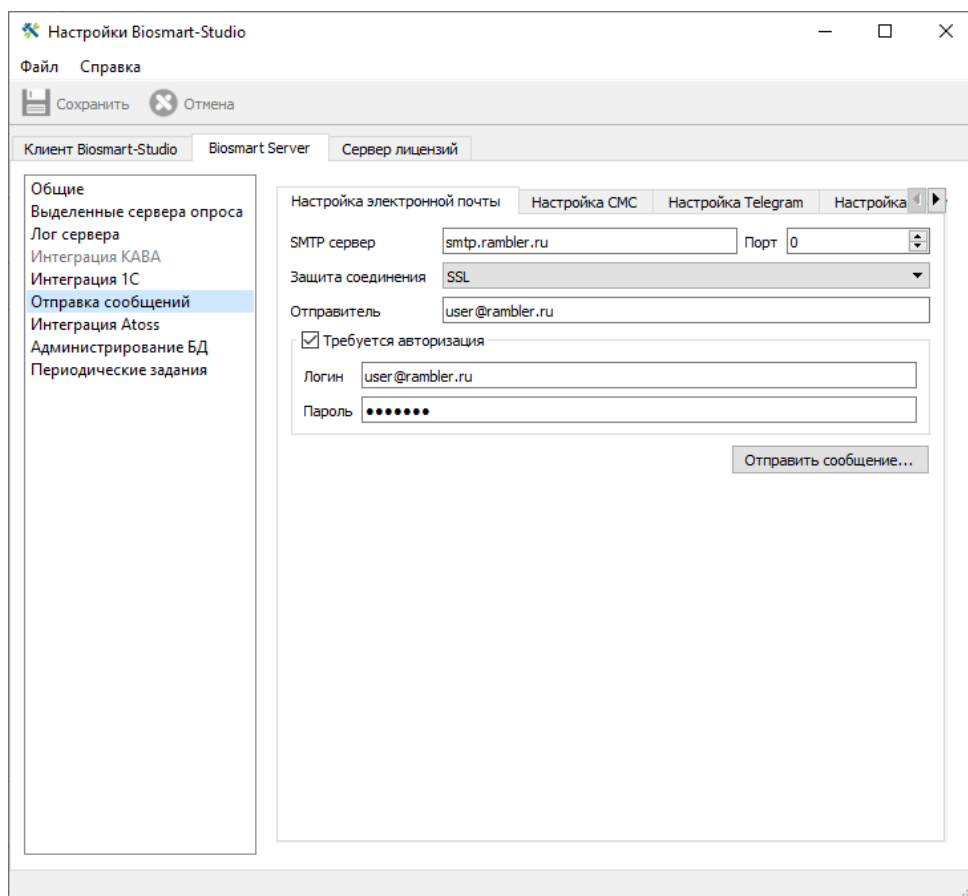 Настройки Biosmart-Studio
Файл Справка
Сохранить Отмена
Клиент Biosmart-Studio Biosmart Server Сервер лицензий
Общие
Выделенные сервера опроса
Лог сервера
Интеграция KABA
Интеграция 1С
Отправка сообщений
Интеграция Atoss
Администрирование БД
Периодические задания
Настройка электронной почты Настройка СМС Настройка Telegram Настройка
SMTP сервер smtp.rambler.ru Порт 0
Защита соединения SSL
Отправитель user@rambler.ru
Требуется авторизация
Логин user@rambler.ru
Пароль •••••••
Отправить сообщение...